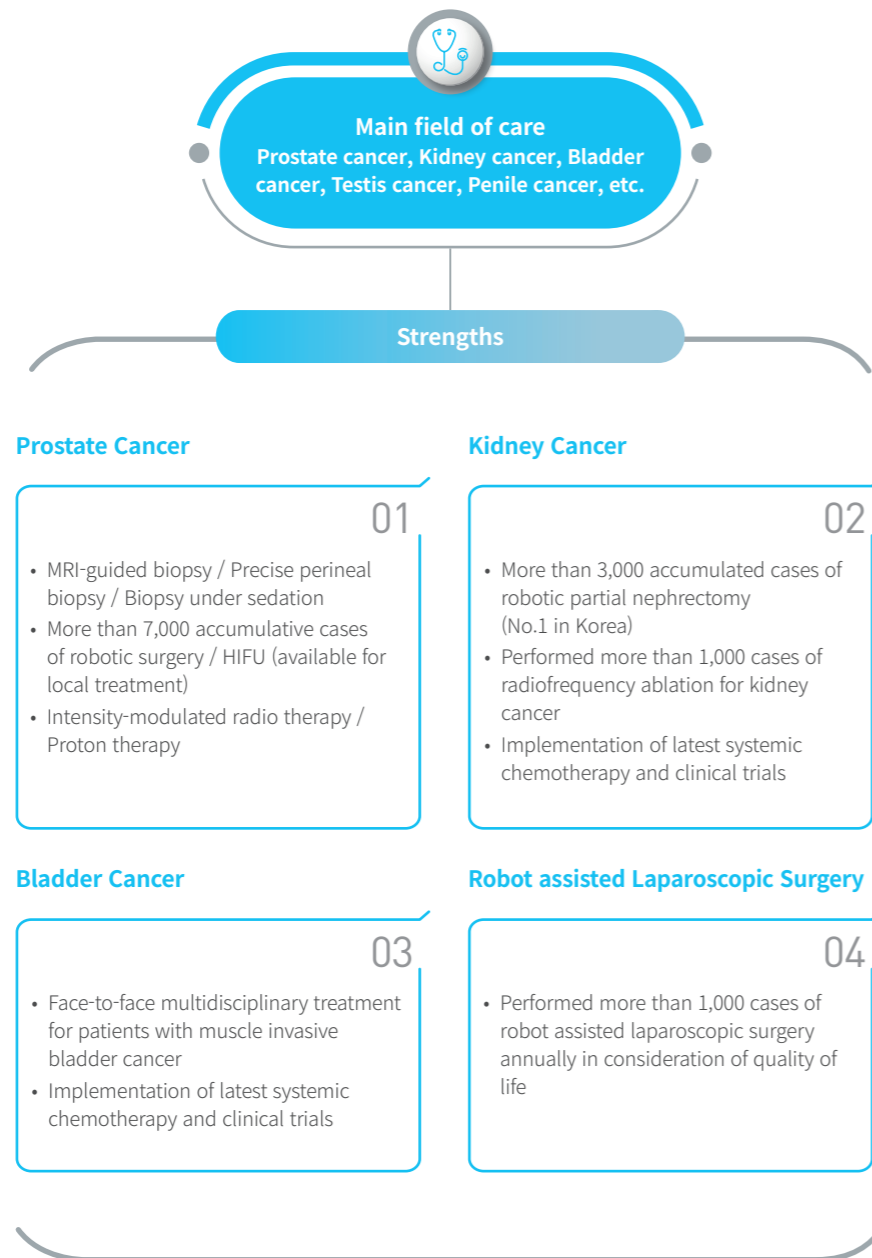 Main field of care
Prostate cancer, Kidney cancer, Bladder
cancer, Testis cancer, Penile cancer, etc.
Strengths
Prostate Cancer
01
• MRI-guided biopsy / Precise perineal
biopsy / Biopsy under sedation
• More than 7,000 accumulative cases
of robotic surgery / HIFU (available for
local treatment)
• Intensity-modulated radio therapy /
Proton therapy
Kidney Cancer
02
• More than 3,000 accumulated cases of
robotic partial nephrectomy
(No.1 in Korea)
• Performed more than 1,000 cases of
radiofrequency ablation for kidney
cancer
• Implementation of latest systemic
chemotherapy and clinical trials
Bladder Cancer
03
• Face-to-face multidisciplinary treatment
for patients with muscle invasive
bladder cancer
• Implementation of latest systemic
chemotherapy and clinical trials
Robot assisted Laparoscopic Surgery
04
• Performed more than 1,000 cases of
robot assisted laparoscopic surgery
annually in consideration of quality of
life